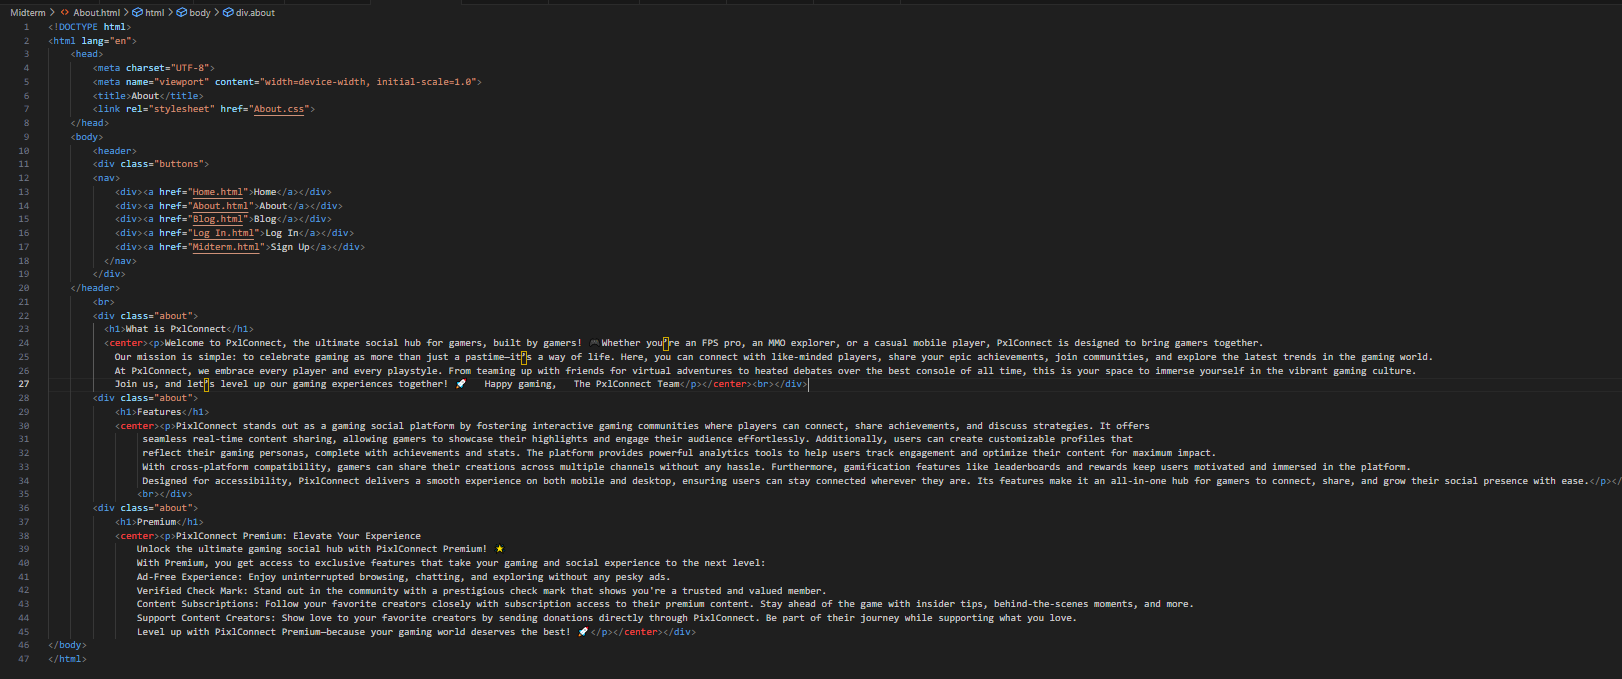 Midterm > <> About.html > html > body > div.about
1 <!DOCTYPE html>
2 <html lang="en">
3 <head>
4 <meta charset="UTF-8">
5 <meta name="viewport" content="width=device-width, initial-scale=1.0">
6 <title>About</title>
7 <link rel="stylesheet" href="About.css">
8 </head>
9 <body>
10 <header>
11 <div class="buttons">
12 <nav>
13 <div><a href="Home.html">Home</a></div>
14 <div><a href="About.html">About</a></div>
15 <div><a href="Blog.html">Blog</a></div>
16 <div><a href="Log In.html">Log In</a></div>
17 <div><a href="Midterm.html">Sign Up</a></div>
18 </nav>
19 </div>
20 </header>
21 <br>
22 <div class="about">
23 <h1>What is PxlConnect</h1>
24 <center><p>Welcome to PxlConnect, the ultimate social hub for gamers, built by gamers! 🎮Whether you’re an FPS pro, an MMO explorer, or a casual mobile player, PxlConnect is designed to bring gamers together.
25 Our mission is simple: to celebrate gaming as more than just a pastime—it’s a way of life. Here, you can connect with like-minded players, share your epic achievements, join communities, and explore the latest trends in the gaming world.
26 At PxlConnect, we embrace every player and every playstyle. From teaming up with friends for virtual adventures to heated debates over the best console of all time, this is your space to immerse yourself in the vibrant gaming culture.
27 Join us, and let’s level up our gaming experiences together! 🚀 Happy gaming, The PxlConnect Team</p></center><br></div>
28 <div class="about">
29 <h1>Features</h1>
30 <center><p>PixlConnect stands out as a gaming social platform by fostering interactive gaming communities where players can connect, share achievements, and discuss strategies. It offers
31 seamless real-time content sharing, allowing gamers to showcase their highlights and engage their audience effortlessly. Additionally, users can create customizable profiles that
32 reflect their gaming personas, complete with achievements and stats. The platform provides powerful analytics tools to help users track engagement and optimize their content for maximum impact.
33 With cross-platform compatibility, gamers can share their creations across multiple channels without any hassle. Furthermore, gamification features like leaderboards and rewards keep users motivated and immersed in the platform.
34 Designed for accessibility, PixlConnect delivers a smooth experience on both mobile and desktop, ensuring users can stay connected wherever they are. Its features make it an all-in-one hub for gamers to connect, share, and grow their social presence with ease.</p></
35 <br></div>
36 <div class="about">
37 <h1>Premium</h1>
38 <center><p>PixlConnect Premium: Elevate Your Experience
39 Unlock the ultimate gaming social hub with PixlConnect Premium! ⭐
40 With Premium, you get access to exclusive features that take your gaming and social experience to the next level:
41 Ad-Free Experience: Enjoy uninterrupted browsing, chatting, and exploring without any pesky ads.
42 Verified Check Mark: Stand out in the community with a prestigious check mark that shows you're a trusted and valued member.
43 Content Subscriptions: Follow your favorite creators closely with subscription access to their premium content. Stay ahead of the game with insider tips, behind-the-scenes moments, and more.
44 Support Content Creators: Show love to your favorite creators by sending donations directly through PixlConnect. Be part of their journey while supporting what you love.
45 Level up with PixlConnect Premium—because your gaming world deserves the best! 🚀</p></center></div>
46 </body>
47 </html>